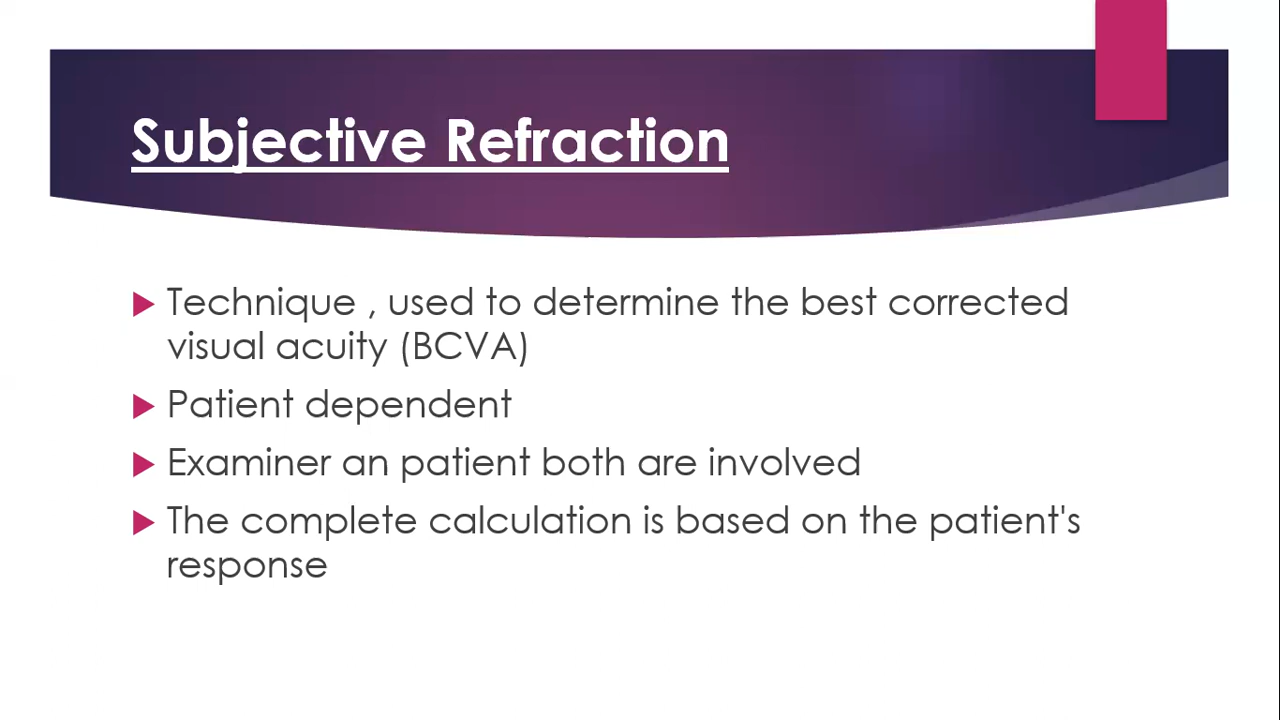 Subjective Refraction
Technique , used to determine the best corrected
visual acuity (BCVA)
Patient dependent
Examiner an patient both are involved
The complete calculation is based on the patient's
response